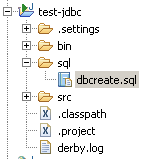 test-jdbc
.settings
bin
sql
dbcreate.sql
src
.classpath
.project
derby.log